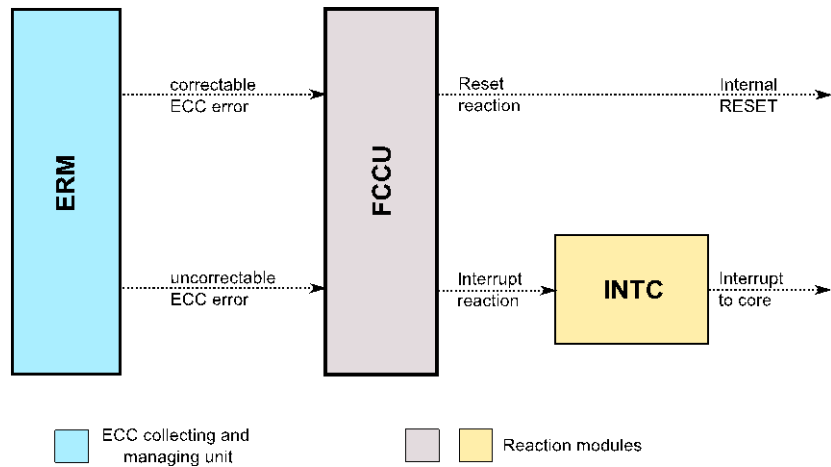 ERM
correctable
ECC error
uncorrectable
ECC error
FCCU
Reset
reaction
Internal
RESET
Interrupt
reaction
INTC
Interrupt
to core
ECC collecting and
managing unit
Reaction modules